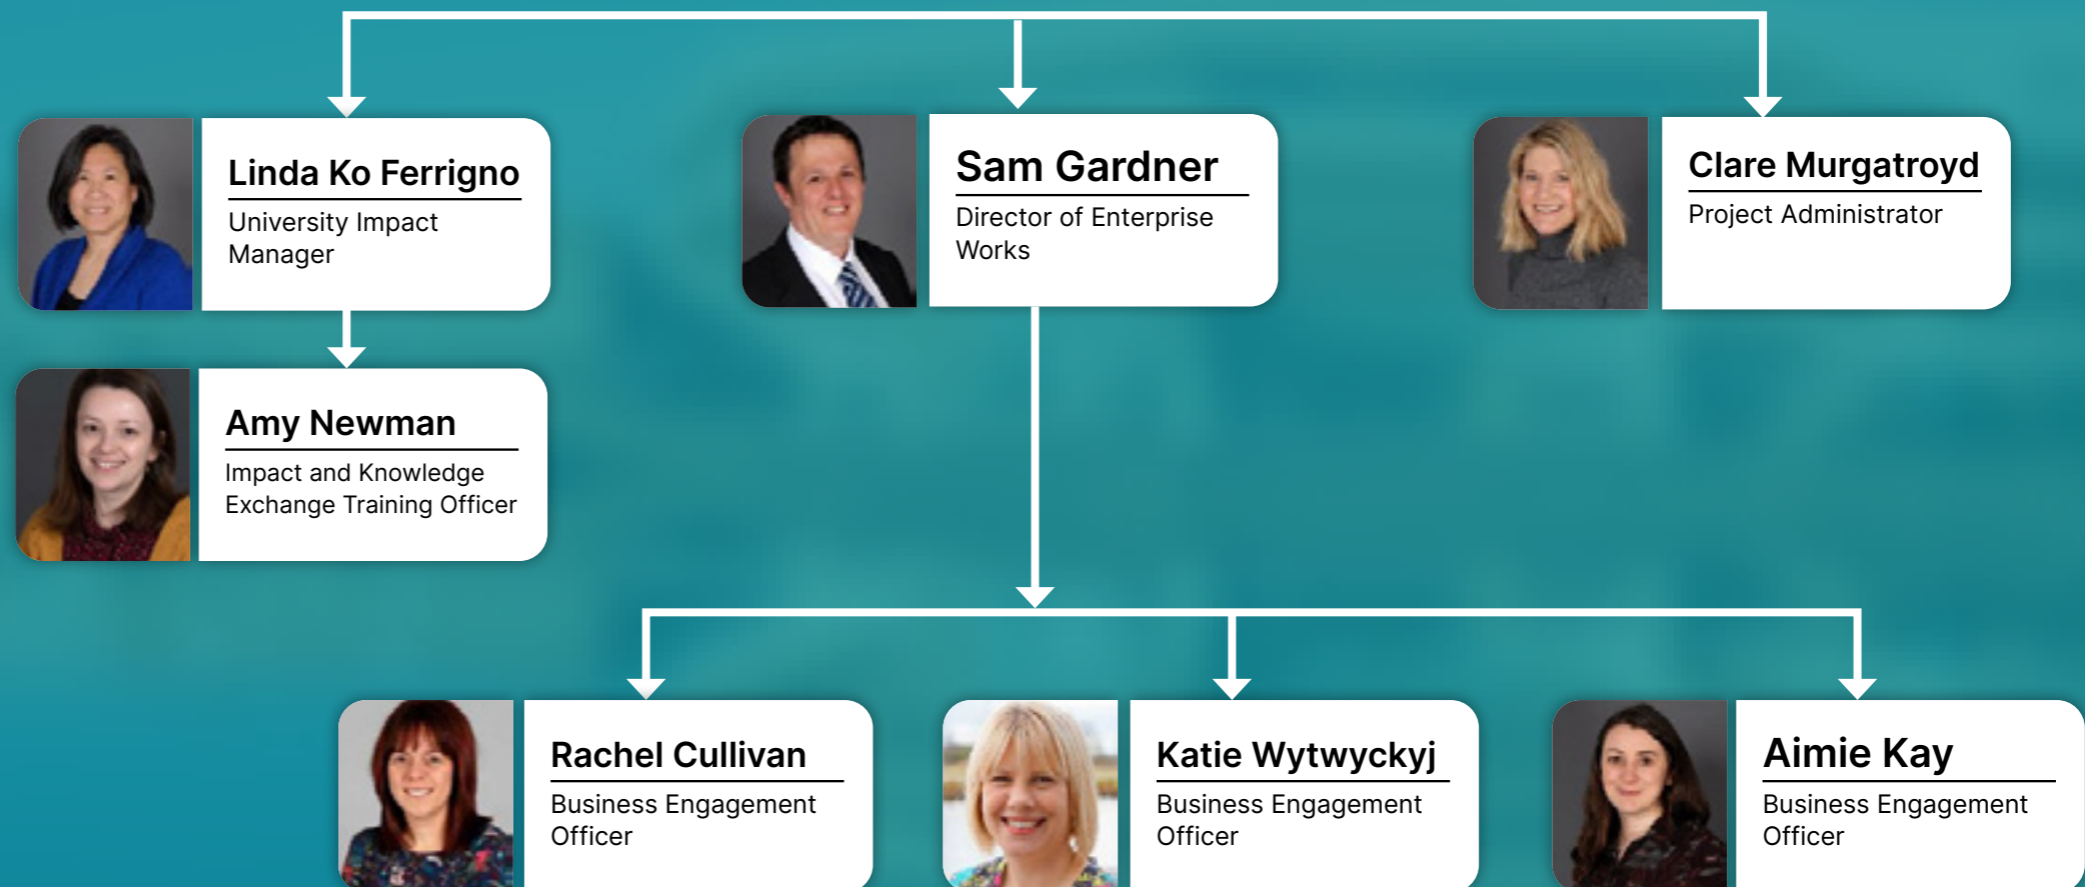 Linda Ko Ferrigno
University Impact
Manager
Sam Gardner
Director of Enterprise
Works
Clare Murgatroyd
Project Administrator
Amy Newman
Impact and Knowledge
Exchange Training Officer
Rachel Cullivan
Business Engagement
Officer
Katie Wytwyckyj
Business Engagement
Officer
Aimie Kay
Business Engagement
Officer